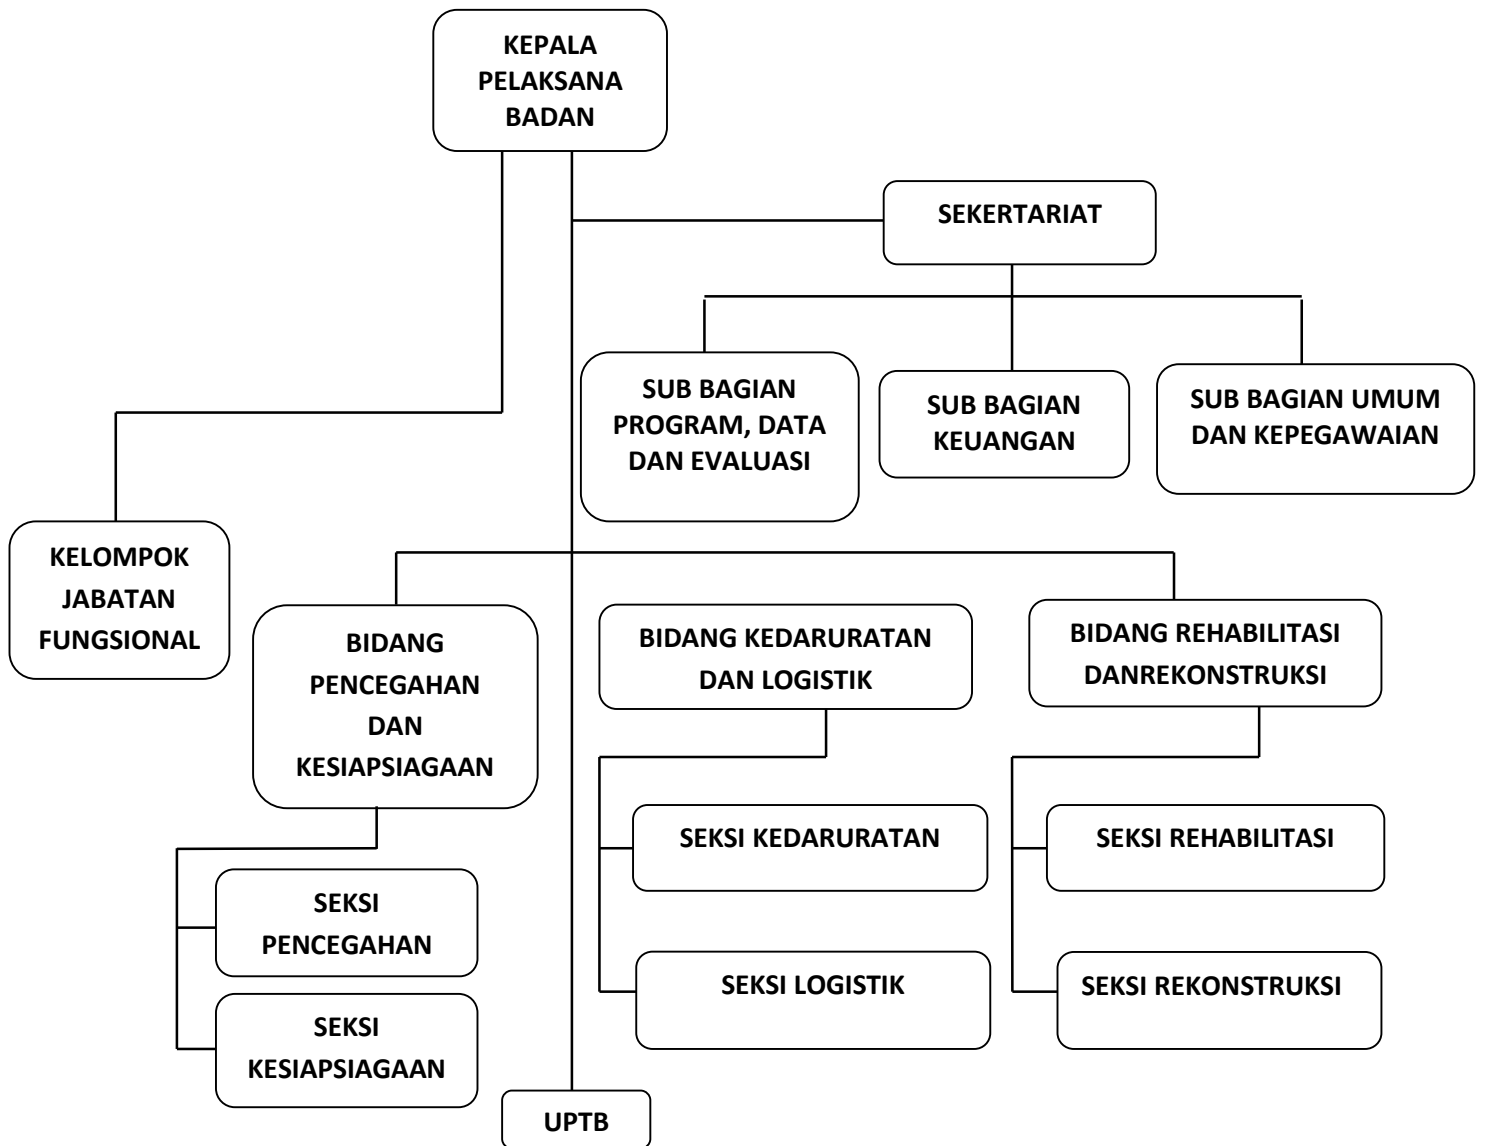 KEPALA
PELAKSANA
BADAN
SEKERTARIAT
SUB BAGIAN
PROGRAM, DATA
DAN EVALUASI
SUB BAGIAN
KEUANGAN
SUB BAGIAN UMUM
DAN KEPEGAWAIAN
KELOMPOK
JABATAN
FUNGSIONAL
BIDANG
PENCEGAHAN
DAN
KESIAPSIAGAAN
BIDANG KEDARURATAN
DAN LOGISTIK
BIDANG REHABILITASI
DANREKONSTRUKSI
SEKSI
PENCEGAHAN
SEKSI
KESIAPSIAGAAN
SEKSI KEDARURATAN
SEKSI LOGISTIK
SEKSI REHABILITASI
SEKSI REKONSTRUKSI
UPTB